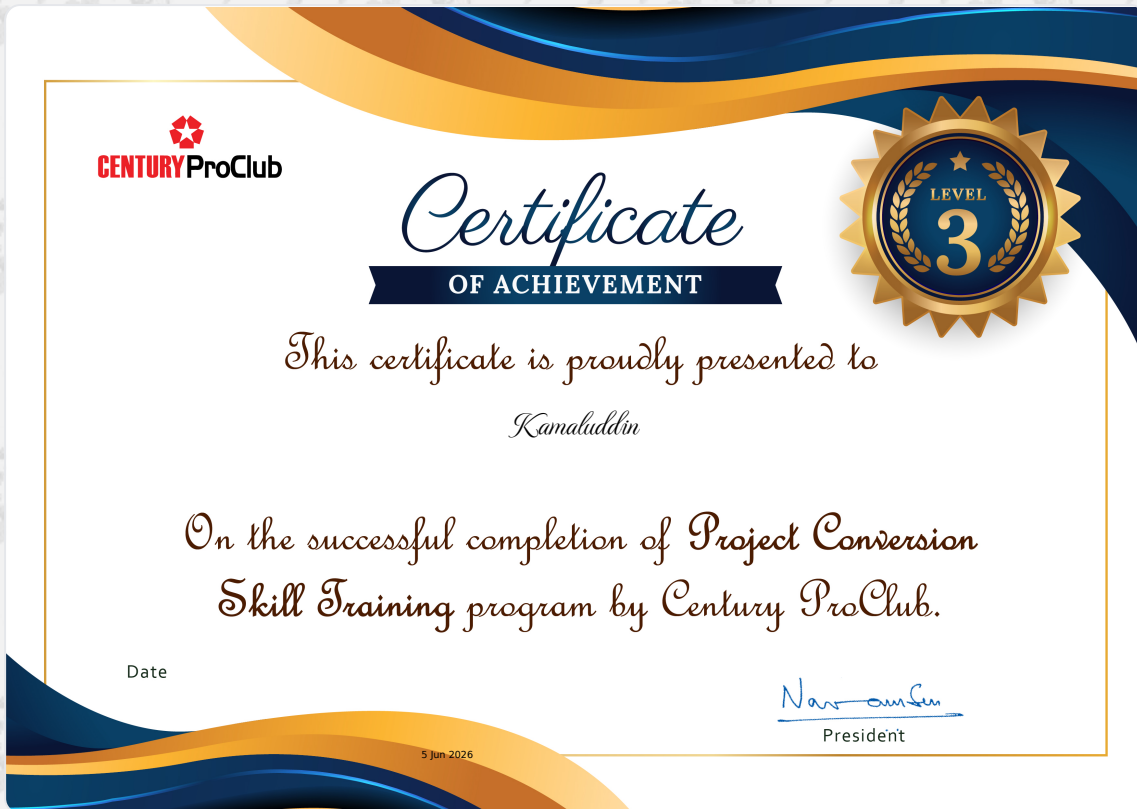 CENTURY ProClub
LEVEL
3
Certificate
OF ACHIEVEMENT
This certificate is proudly presented to
Kamaluddin
On the successful completion of Project Conversion
Skill Training program by Century ProClub.
Date
President
5 Jun 2026